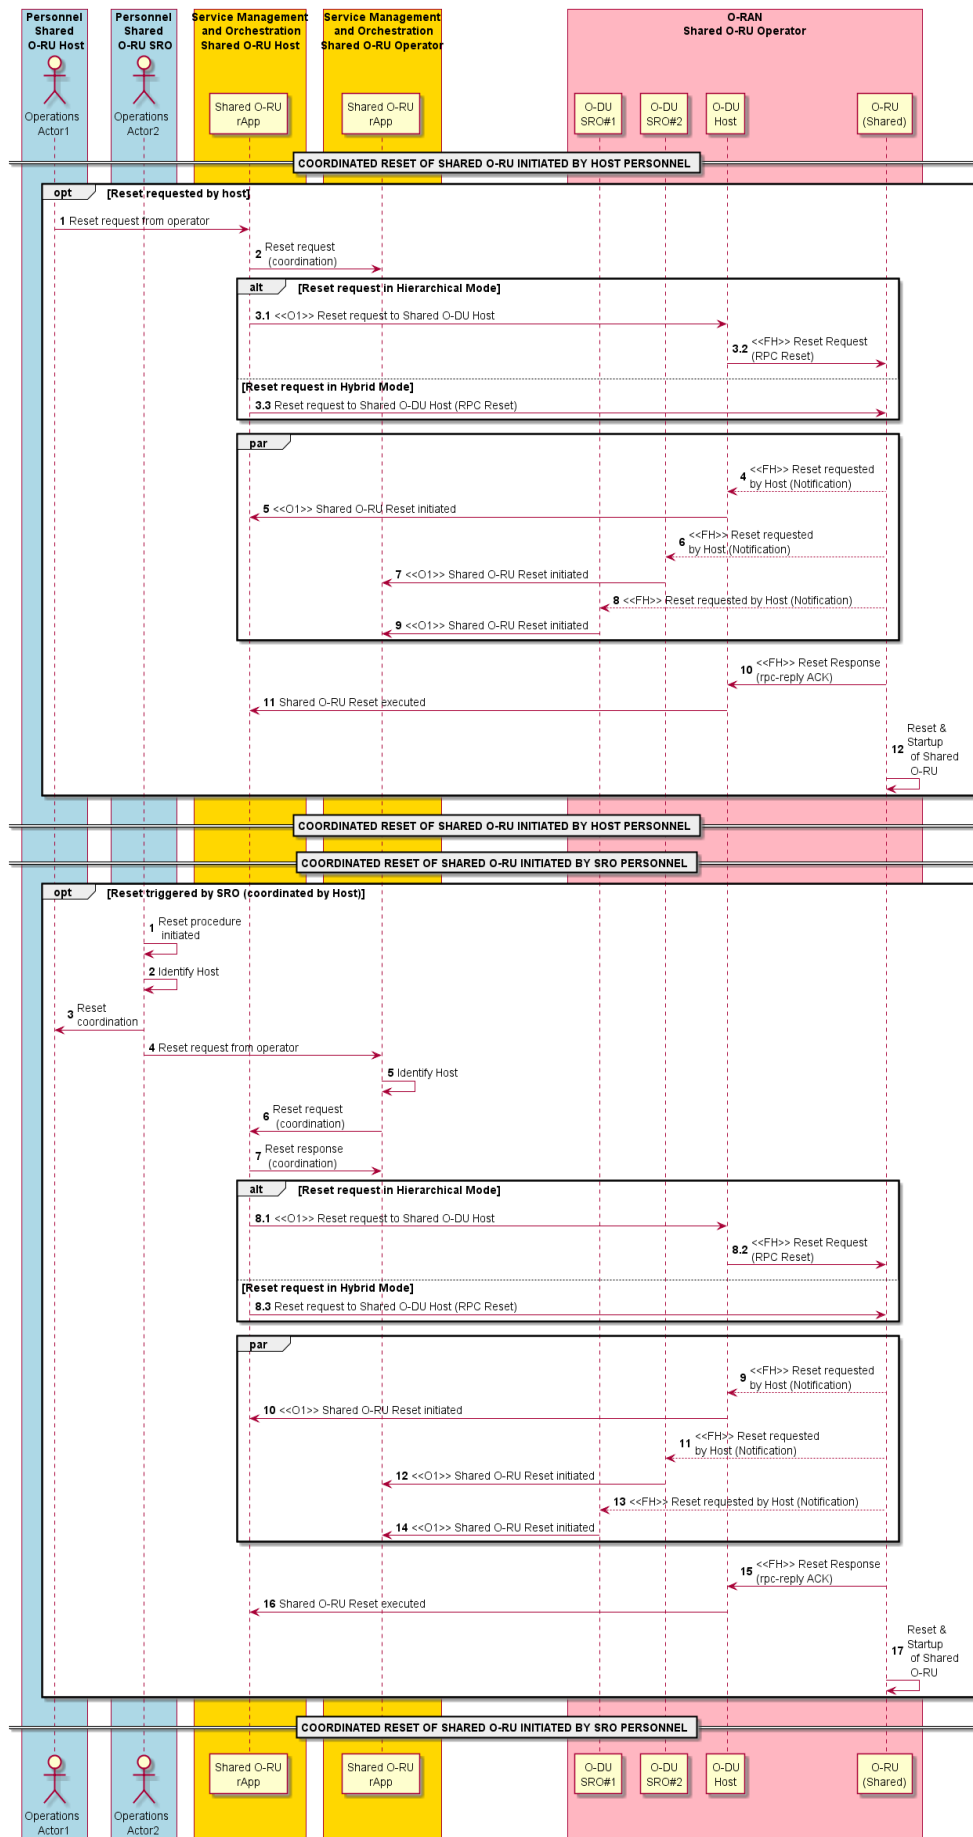 Personnel
Shared
O-RU Host
Personnel
Shared
O-RU SRO
Service Management
and Orchestration
Shared O-RU Host
Service Management
and Orchestration
Shared O-RU Operator
O-RAN
Shared O-RU Operator
Operations
Actor1
Operations
Actor2
Shared O-RU
rApp
Shared O-RU
rApp
O-DU
SRO#1
O-DU
SRO#2
O-DU
Host
O-RU
(Shared)
COORDINATED RESET OF SHARED O-RU INITIATED BY HOST PERSONNEL
opt [Reset requested by host]
1 Reset request from operator
2 Reset request
(coordination)
alt [Reset request in Hierarchical Mode]
3.1 <<O1>> Reset request to Shared O-DU Host
3.2 <<FH>> Reset Request
(RPC Reset)
[Reset request in Hybrid Mode]
3.3 Reset request to Shared O-DU Host (RPC Reset)
par
4 <<FH>> Reset requested
by Host (Notification)
5 <<O1>> Shared O-RU Reset initiated
6 <<FH>> Reset requested
by Host (Notification)
7 <<O1>> Shared O-RU Reset initiated
8 <<FH>> Reset requested by Host (Notification)
9 <<O1>> Shared O-RU Reset initiated
10 <<FH>> Reset Response
(rpc-reply ACK)
11 Shared O-RU Reset executed
12 Reset &
Startup
of Shared
O-RU
COORDINATED RESET OF SHARED O-RU INITIATED BY HOST PERSONNEL
COORDINATED RESET OF SHARED O-RU INITIATED BY SRO PERSONNEL
opt [Reset triggered by SRO (coordinated by Host)]
1 Reset procedure
initiated
2 Identify Host
3 Reset
coordination
4 Reset request from operator
5 Identify Host
6 Reset request
(coordination)
7 Reset response
(coordination)
alt [Reset request in Hierarchical Mode]
8.1 <<O1>> Reset request to Shared O-DU Host
8.2 <<FH>> Reset Request
(RPC Reset)
[Reset request in Hybrid Mode]
8.3 Reset request to Shared O-DU Host (RPC Reset)
par
9 <<FH>> Reset requested
by Host (Notification)
10 <<O1>> Shared O-RU Reset initiated
11 <<FH>> Reset requested
by Host (Notification)
12 <<O1>> Shared O-RU Reset initiated
13 <<FH>> Reset requested by Host (Notification)
14 <<O1>> Shared O-RU Reset initiated
15 <<FH>> Reset Response
(rpc-reply ACK)
16 Shared O-RU Reset executed
17 Reset &
Startup
of Shared
O-RU
COORDINATED RESET OF SHARED O-RU INITIATED BY SRO PERSONNEL
Operations
Actor1
Operations
Actor2
Shared O-RU
rApp
Shared O-RU
rApp
O-DU
SRO#1
O-DU
SRO#2
O-DU
Host
O-RU
(Shared)